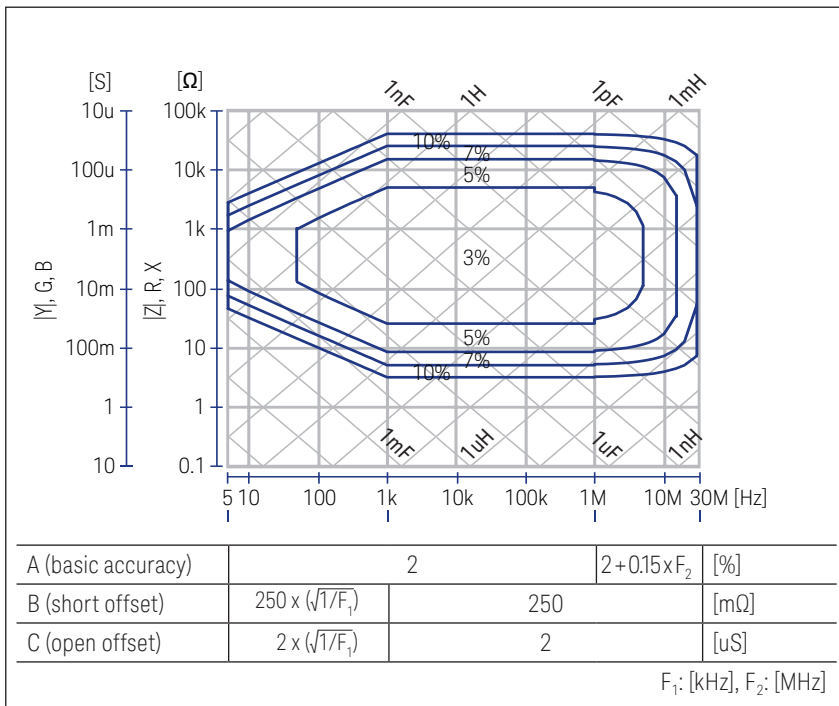 [S] [Ω] 1nF 1H 1pF 1mH
10u 100k
10%
7%
100u 10k
5%
1m 1k
|Y|, G, B |Z|, R, X 3%
10m 100
5%
100m 10
7%
10%
1 1
1mF 1uH 1uF 1nH
10 0.1
5 10 100 1k 10k 100k 1M 10M 30M [Hz]
A (basic accuracy) 2 2+0.15xF₂ [%]
B (short offset) 250 x (√1/F₁) 250 [mΩ]
C (open offset) 2 x (√1/F₁) 2 [uS]
F₁: [kHz], F₂: [MHz]